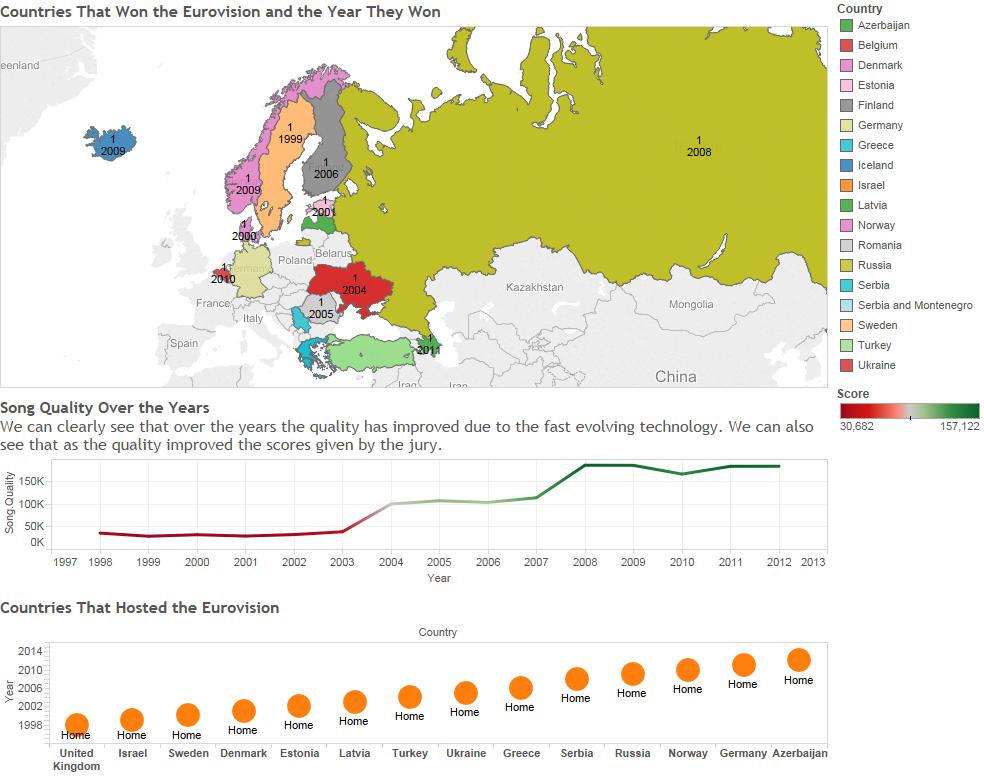 Countries That Won the Eurovision and the Year They Won
eenland
1
2009
1
1999
1
2008
1
2006
1
2009
1
2001
1
2000
Belarus
Poland
1
2010
1
2004
Kazakhstan
France
1
2005
Mongolia
Italy
Spain
1
2011
Iraq
Iran
China
Country
Azerbaijan
Belgium
Denmark
Estonia
Finland
Germany
Greece
Iceland
Israel
Latvia
Norway
Romania
Russia
Serbia
Serbia and Montenegro
Sweden
Turkey
Ukraine
Score
30,682 157,122
Song Quality Over the Years
We can clearly see that over the years the quality has improved due to the fast evolving technology. We can also
see that as the quality improved the scores given by the jury.
Song Quality
150K
100K
50K
0K
1997 1998 1999 2000 2001 2002 2003 2004 2005 2006 2007 2008 2009 2010 2011 2012 2013
Year
Countries That Hosted the Eurovision
Country
Year
2014
2010
2006
2002
1998
Home Home Home Home Home Home Home Home Home Home Home Home Home Home
United Kingdom Israel Sweden Denmark Estonia Latvia Turkey Ukraine Greece Serbia Russia Norway Germany Azerbaijan